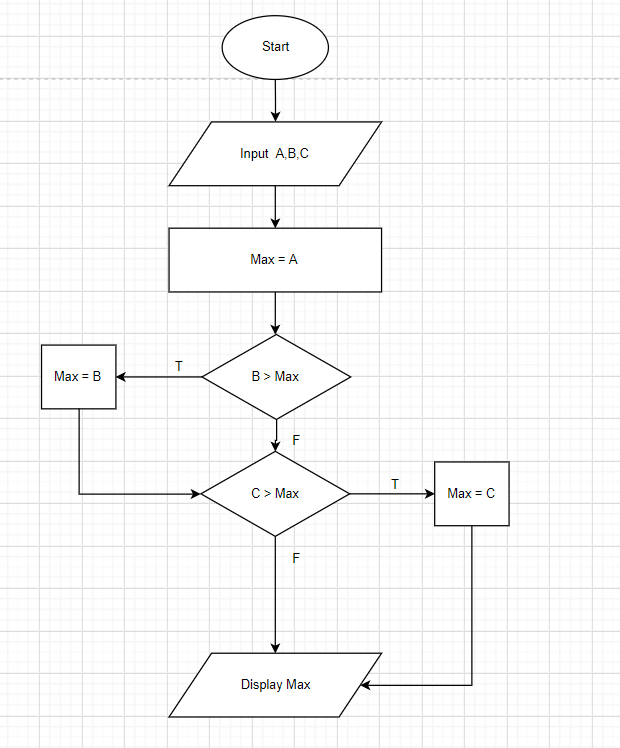 Start
Input  A,B,C
Max = A
B > Max
T
Max = B
F
C > Max
T
Max = C
F
Display Max